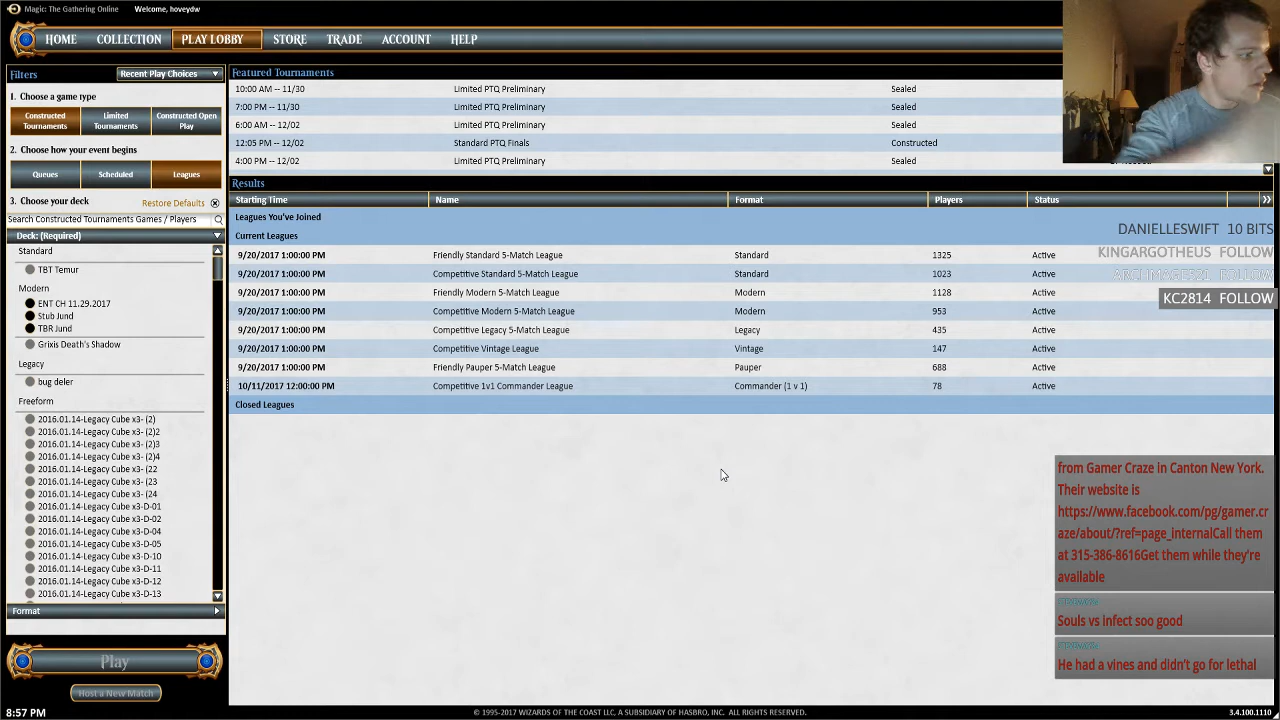 Magic: The Gathering Online Welcome, hoveydw
HOME COLLECTION PLAY LOBBY STORE TRADE ACCOUNT HELP
Filters Recent Play Choices
1. Choose a game type
Constructed Tournaments Limited Tournaments Constructed Open Play
2. Choose how your event begins
Queues Scheduled Leagues
3. Choose your deck Restore Defaults
Search Constructed Tournaments Games / Players
Deck: (Required)
Standard
TBT Temur
Modern
ENT CH 11.29.2017
Stub Jund
TBR Jund
Grixis Death's Shadow
Legacy
bug deler
Freeform
2016.01.14-Legacy Cube x3- (2)
2016.01.14-Legacy Cube x3- (2)2
2016.01.14-Legacy Cube x3- (2)3
2016.01.14-Legacy Cube x3- (2)4
2016.01.14-Legacy Cube x3- (22
2016.01.14-Legacy Cube x3- (23
2016.01.14-Legacy Cube x3- (24
2016.01.14-Legacy Cube x3-D-01
2016.01.14-Legacy Cube x3-D-02
2016.01.14-Legacy Cube x3-D-04
2016.01.14-Legacy Cube x3-D-05
2016.01.14-Legacy Cube x3-D-10
2016.01.14-Legacy Cube x3-D-11
2016.01.14-Legacy Cube x3-D-12
2016.01.14-Legacy Cube x3-D-13
Format
Play
Host a New Match
8:57 PM
Featured Tournaments
10:00 AM -- 11/30 Limited PTQ Preliminary Sealed
7:00 PM -- 11/30 Limited PTQ Preliminary Sealed
6:00 AM -- 12/02 Limited PTQ Preliminary Sealed
12:05 PM -- 12/02 Standard PTQ Finals Constructed
4:00 PM -- 12/02 Limited PTQ Preliminary Sealed
Results
Starting Time Name Format Players Status
Leagues You've Joined
Current Leagues
9/20/2017 1:00:00 PM Friendly Standard 5-Match League Standard 1325 Active
9/20/2017 1:00:00 PM Competitive Standard 5-Match League Standard 1023 Active
9/20/2017 1:00:00 PM Friendly Modern 5-Match League Modern 1128 Active
9/20/2017 1:00:00 PM Competitive Modern 5-Match League Modern 953 Active
9/20/2017 1:00:00 PM Competitive Legacy 5-Match League Legacy 435 Active
9/20/2017 1:00:00 PM Competitive Vintage League Vintage 147 Active
9/20/2017 1:00:00 PM Friendly Pauper 5-Match League Pauper 688 Active
10/11/2017 12:00:00 PM Competitive 1v1 Commander League Commander (1 v 1) 78 Active
Closed Leagues
DANIELLESWIFT 10 BITS
KINGARGOTHEUS FOLLOW
ARCHMAGE521 FOLLOW
KC2814 FOLLOW
from Gamer Craze in Canton New York.
Their website is
https://www.facebook.com/pg/gamer.cr
aze/about/?ref=page_internalCall them
at 315-386-8616Get them while they're
available
Souls vs infect soo good
He had a vines and didn't go for lethal
© 1995-2017 WIZARDS OF THE COAST LLC, A SUBSIDIARY OF HASBRO, INC. ALL RIGHTS RESERVED.
3.4.100.1110